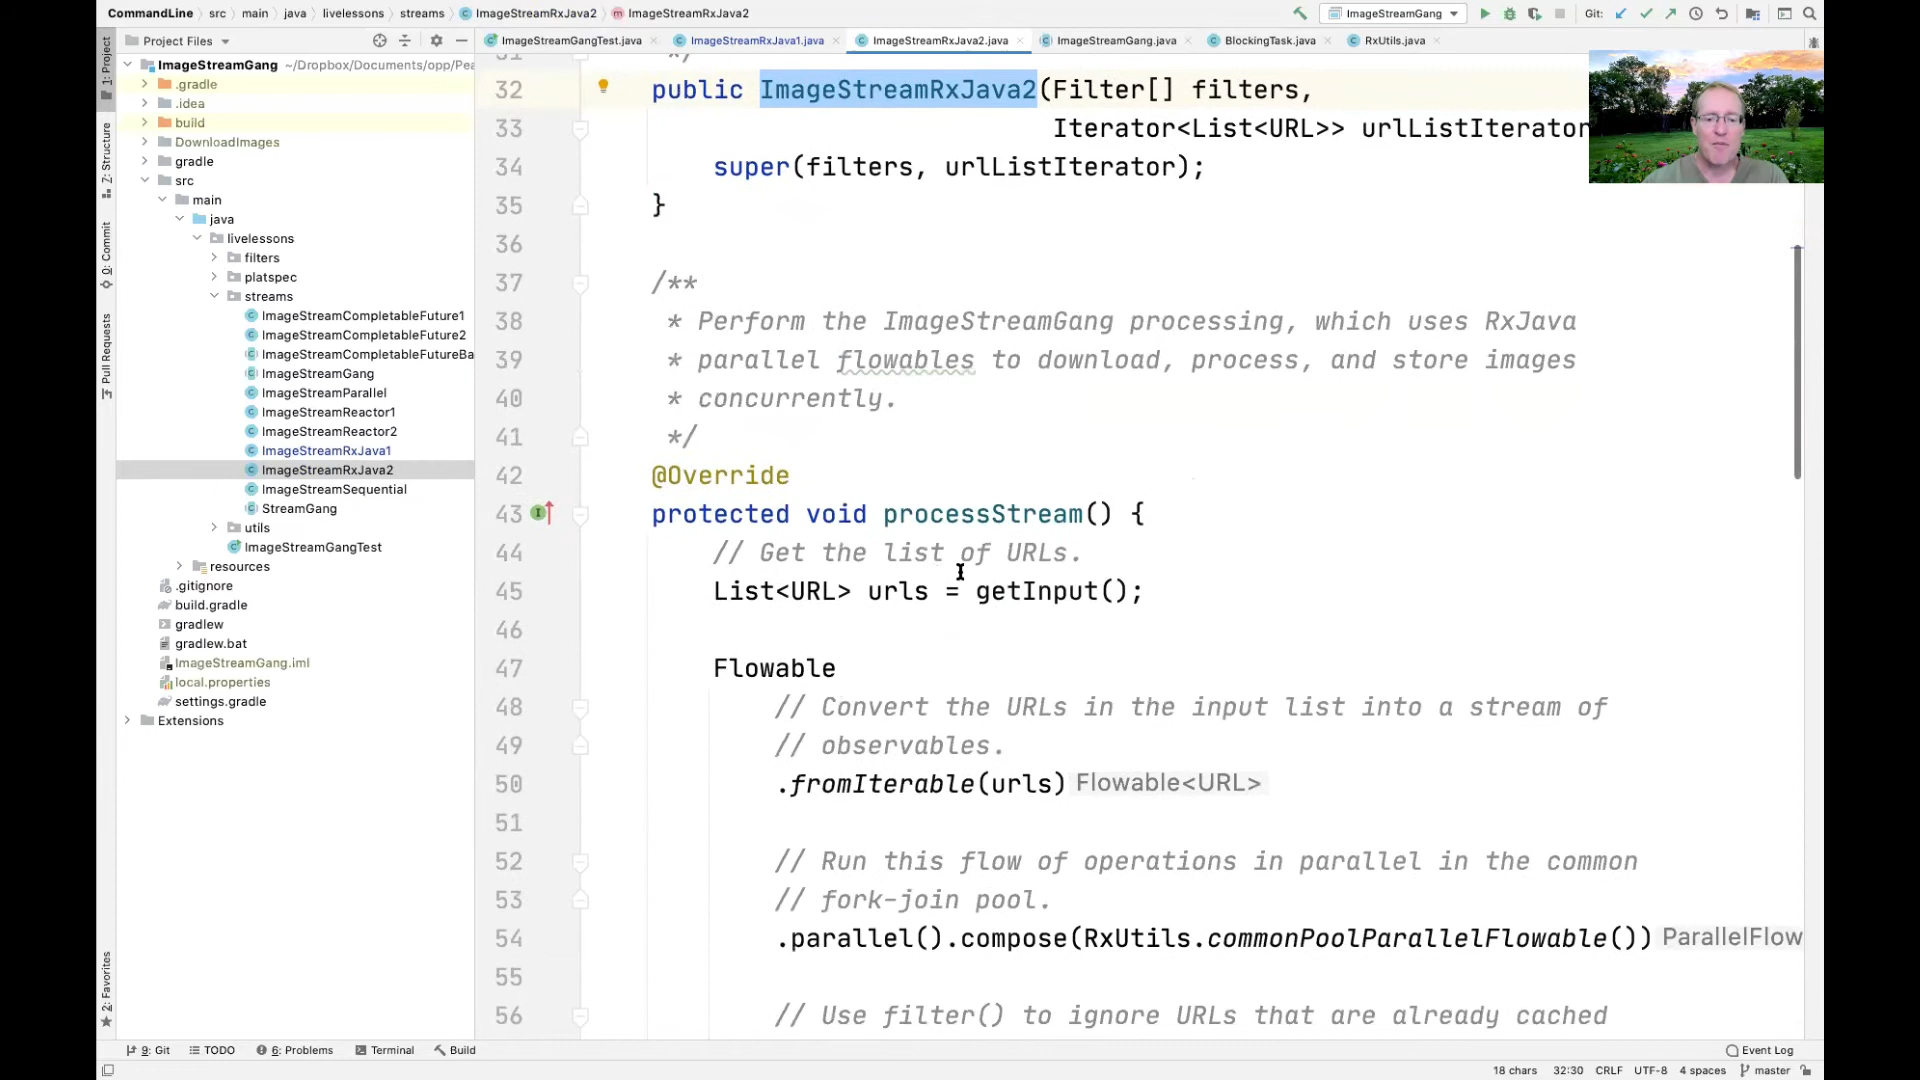 CommandLine src main java livelessons streams ImageStreamRxJava2 ImageStreamRxJava2
ImageStreamGang
Git:
1: Project
Project Files
ImageStreamGangTest.java
ImageStreamRxJava1.java
ImageStreamRxJava2.java
ImageStreamGang.java
BlockingTask.java
RxUtils.java
ImageStreamGang ~/Dropbox/Documents/opp/Pea
.gradle
.idea
build
DownloadImages
gradle
src
main
java
livelessons
filters
platspec
streams
ImageStreamCompletableFuture1
ImageStreamCompletableFuture2
ImageStreamCompletableFutureBa
ImageStreamGang
ImageStreamParallel
ImageStreamReactor1
ImageStreamReactor2
ImageStreamRxJava1
ImageStreamRxJava2
ImageStreamSequential
StreamGang
utils
ImageStreamGangTest
resources
.gitignore
build.gradle
gradlew
gradlew.bat
ImageStreamGang.iml
local.properties
settings.gradle
Extensions
Z: Structure
0: Commit
Pull Requests
2: Favorites
32 public ImageStreamRxJava2(Filter[] filters,
33 Iterator<List<URL>> urlListIterator
34 super(filters, urlListIterator);
35 }
36
37 /**
38 * Perform the ImageStreamGang processing, which uses RxJava
39 * parallel flowables to download, process, and store images
40 * concurrently.
41 */
42 @Override
43 protected void processStream() {
44 // Get the list of URLs.
45 List<URL> urls = getInput();
46
47 Flowable
48 // Convert the URLs in the input list into a stream of
49 // observables.
50 .fromIterable(urls) Flowable<URL>
51
52 // Run this flow of operations in parallel in the common
53 // fork-join pool.
54 .parallel().compose(RxUtils.commonPoolParallelFlowable()) ParallelFlow
55
56 // Use filter() to ignore URLs that are already cached
9: Git TODO 6: Problems Terminal Build Event Log
18 chars 32:30 CRLF UTF-8 4 spaces master